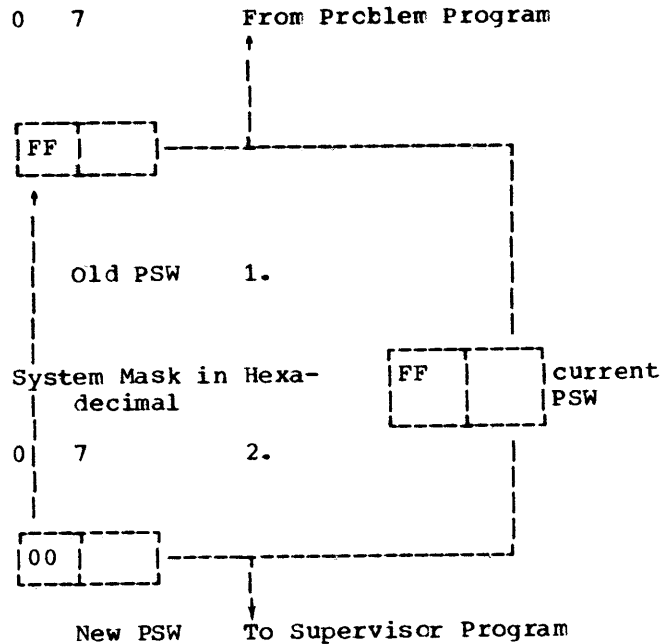 0 7 From Problem Program
FF
Old PSW 1.
System Mask in Hexa-
decimal
FF current
PSW
0 7 2.
00
New PSW To Supervisor Program